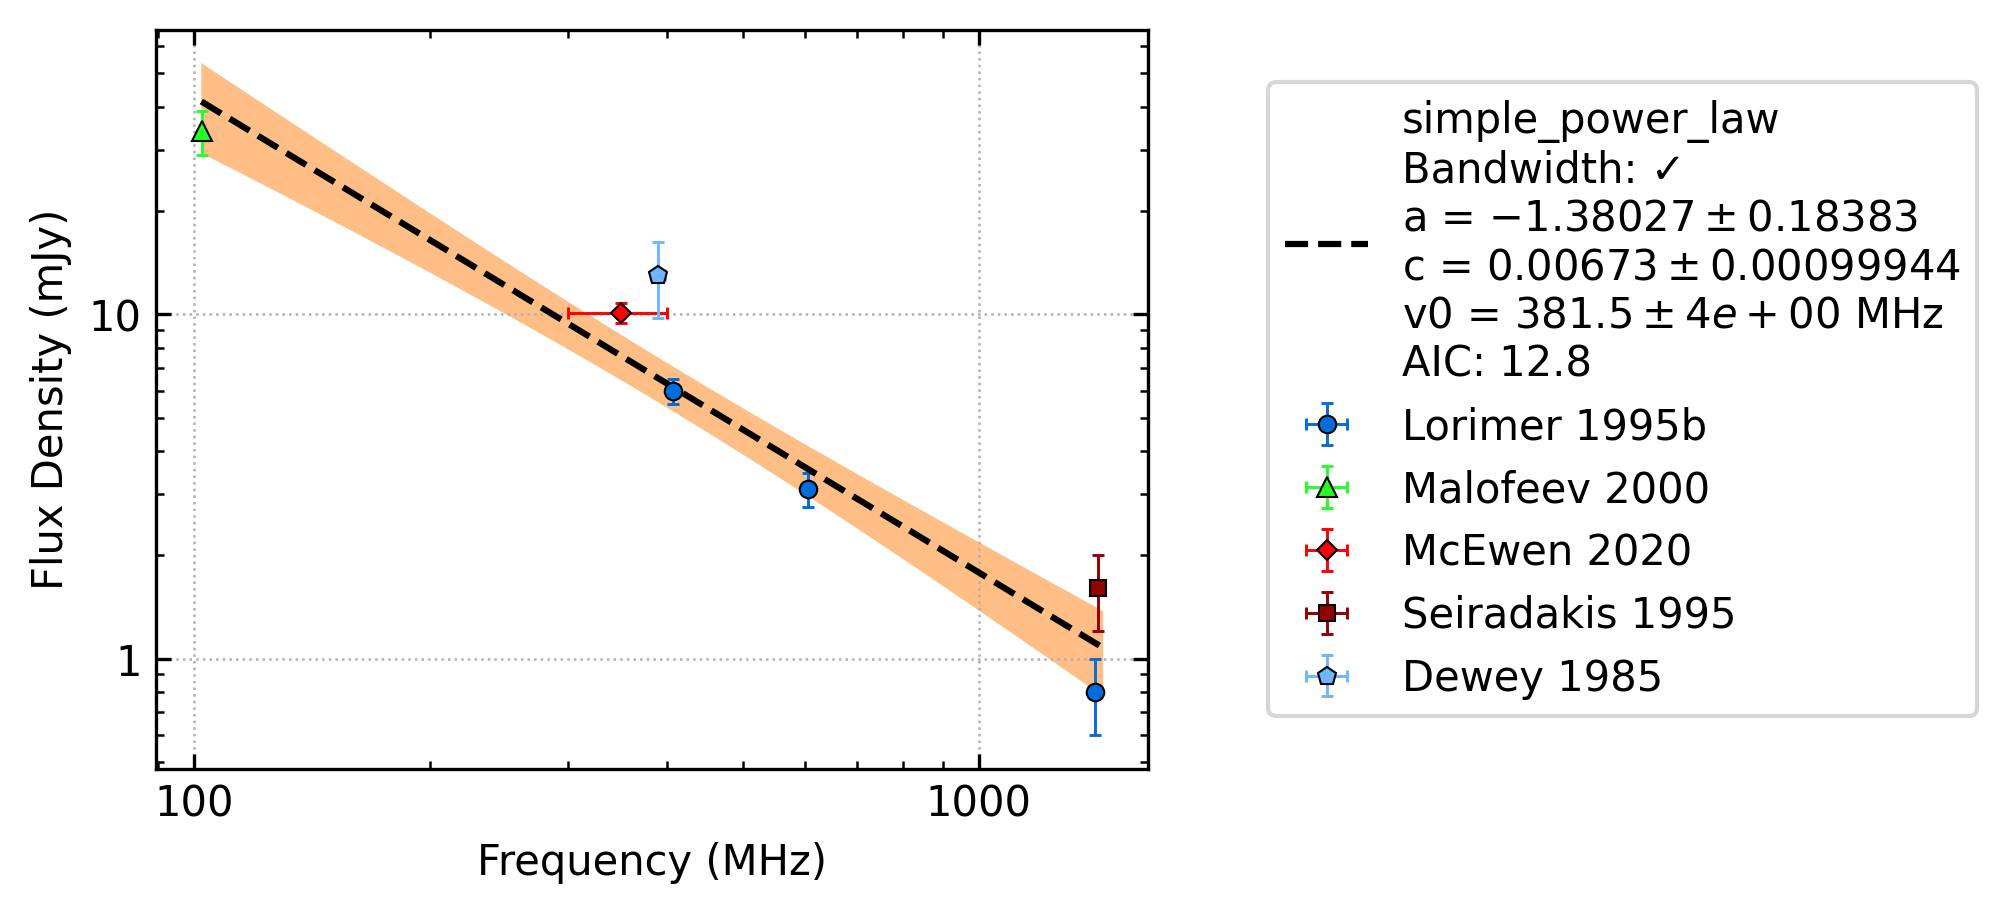 Flux Density (mJy)
10
1
100
1000
Frequency (MHz)
simple_power_law
Bandwidth: ✓
a = −1.38027 ± 0.18383
c = 0.00673 ± 0.00099944
v0 = 381.5 ± 4e + 00 MHz
AIC: 12.8
Lorimer 1995b
Malofeev 2000
McEwen 2020
Seiradakis 1995
Dewey 1985